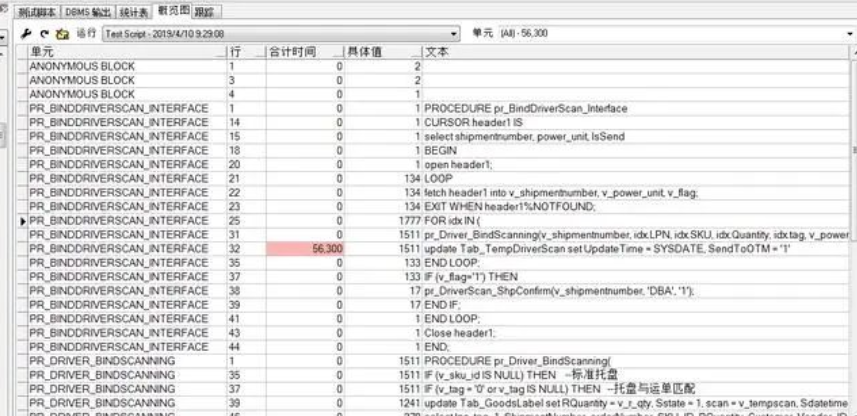 测试脚本 DBMS 输出 统计表 概览图 跟踪
运行 Test Script - 2019/4/10 9:29:08 单元 (All) - 56,300
单元 行 合计时间 具体值 文本
ANONYMOUS BLOCK 1 0 2
ANONYMOUS BLOCK 3 0 2
ANONYMOUS BLOCK 4 0 1
PR_BINDDRIVERSCAN_INTERFACE 1 0 1 PROCEDURE pr_BindDriverScan_Interface
PR_BINDDRIVERSCAN_INTERFACE 14 0 1 CURSOR header1 IS
PR_BINDDRIVERSCAN_INTERFACE 15 0 1 select shipmentnumber, power_unit, IsSend
PR_BINDDRIVERSCAN_INTERFACE 18 0 1 BEGIN
PR_BINDDRIVERSCAN_INTERFACE 20 0 1 open header1;
PR_BINDDRIVERSCAN_INTERFACE 21 0 134 LOOP
PR_BINDDRIVERSCAN_INTERFACE 22 0 134 fetch header1 into v_shipmentnumber, v_power_unit, v_flag;
PR_BINDDRIVERSCAN_INTERFACE 23 0 134 EXIT WHEN header1%NOTFOUND;
PR_BINDDRIVERSCAN_INTERFACE 25 0 1777 FOR idx IN (
PR_BINDDRIVERSCAN_INTERFACE 31 0 1511 pr_Driver_BindScanning(v_shipmentnumber, idx.LPN, idx.SKU, idx.Quantity, idx.tag, v_power
PR_BINDDRIVERSCAN_INTERFACE 32 56,300 1511 update Tab_TempDriverScan set UpdateTime = SYSDATE, SendToOTM = '1'
PR_BINDDRIVERSCAN_INTERFACE 35 0 133 END LOOP;
PR_BINDDRIVERSCAN_INTERFACE 37 0 133 IF (v_flag='1') THEN
PR_BINDDRIVERSCAN_INTERFACE 38 0 17 pr_DriverScan_ShpConfirm(v_shipmentnumber, 'DBA', '1');
PR_BINDDRIVERSCAN_INTERFACE 39 0 17 END IF;
PR_BINDDRIVERSCAN_INTERFACE 41 0 1 END LOOP;
PR_BINDDRIVERSCAN_INTERFACE 43 0 1 Close header1;
PR_BINDDRIVERSCAN_INTERFACE 44 0 1 END;
PR_DRIVER_BINDSCANNING 1 0 1511 PROCEDURE pr_Driver_BindScanning(
PR_DRIVER_BINDSCANNING 35 0 1511 IF (v_sku_id IS NULL) THEN --标准托盘
PR_DRIVER_BINDSCANNING 37 0 1511 IF (v_tag = '0' or v_tag IS NULL) THEN --托盘与运单匹配
PR_DRIVER_BINDSCANNING 39 0 1241 update Tab_GoodsLabel set RQuantity = v_r_qty, Sstate = 1, scan = v_tempscan, Sdatetime